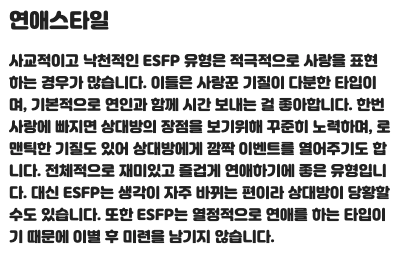 연애스타일
사교적이고 낙천적인 ESFP 유형은 적극적으로 사랑을 표현
하는 경우가 많습니다. 이들은 사랑꾼 기질이 다분한 타입이
며, 기본적으로 연인과 함께 시간 보내는 걸 좋아합니다. 한번
사랑에 빠지면 상대방의 장점을 보기위해 꾸준히 노력하며, 로
맨틱한 기질도 있어 상대방에게 깜짝 이벤트를 열어주기도 합
니다. 전체적으로 재미있고 즐겁게 연애하기에 좋은 유형입니
다. 대신 ESFP는 생각이 자주 바뀌는 편이라 상대방이 당황할
수도 있습니다. 또한 ESFP는 열정적으로 연애를 하는 타입이
기 때문에 이별 후 미련을 남기지 않습니다.